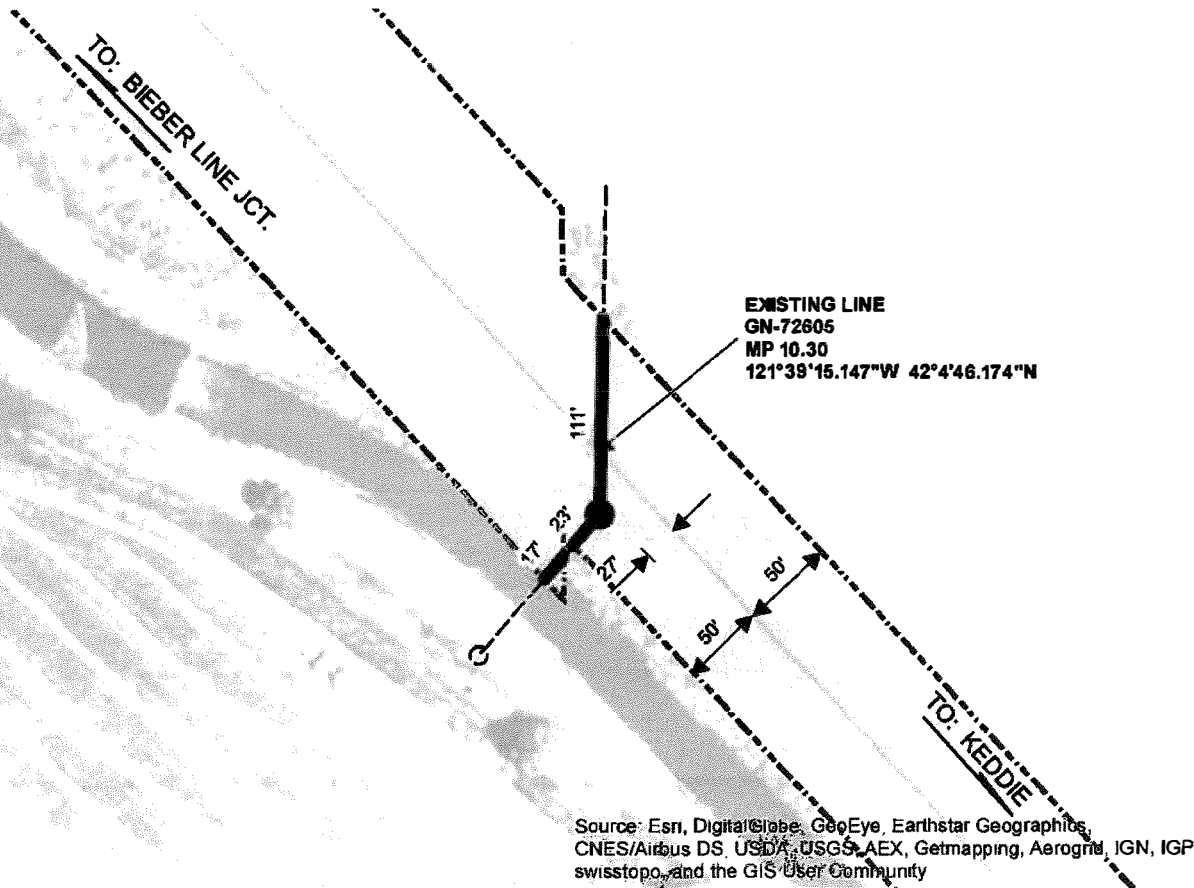 TO: BIEBER LINE JCT.
EXISTING LINE
GN-72605
MP 10.30
121°39'15.147"W 42°4'46.174"N
111'
23'
17'
27'
50'
50'
TO: KEDDIE
Source: Esri, DigitalGlobe, GeoEye, Earthstar Geographics,
CNES/Airbus DS, USDA, USGS, AEX, Getmapping, Aerogrid, IGN, IGP
swisstopo, and the GIS User Community